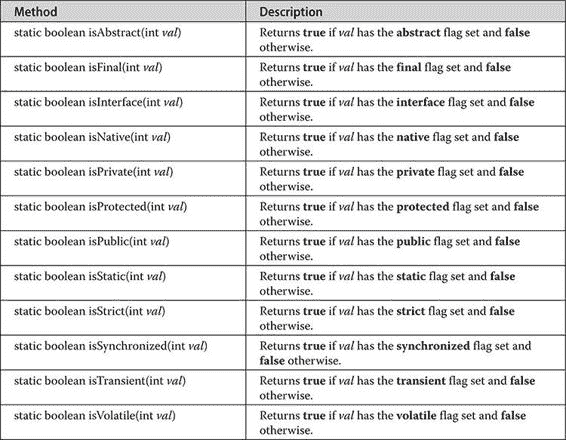 Method Description
static boolean isAbstract(int val) Returns true if val has the abstract flag set and false
otherwise.
static boolean isFinal(int val) Returns true if val has the final flag set and false
otherwise.
static boolean isInterface(int val) Returns true if val has the interface flag set and false
otherwise.
static boolean isNative(int val) Returns true if val has the native flag set and false
otherwise.
static boolean isPrivate(int val) Returns true if val has the private flag set and false
otherwise.
static boolean isProtected(int val) Returns true if val has the protected flag set and false
otherwise.
static boolean isPublic(int val) Returns true if val has the public flag set and false
otherwise.
static boolean isStatic(int val) Returns true if val has the static flag set and false
otherwise.
static boolean isStrict(int val) Returns true if val has the strict flag set and false
otherwise.
static boolean isSynchronized(int val) Returns true if val has the synchronized flag set and
false otherwise.
static boolean isTransient(int val) Returns true if val has the transient flag set and false
otherwise.
static boolean isVolatile(int val) Returns true if val has the volatile flag set and false
otherwise.